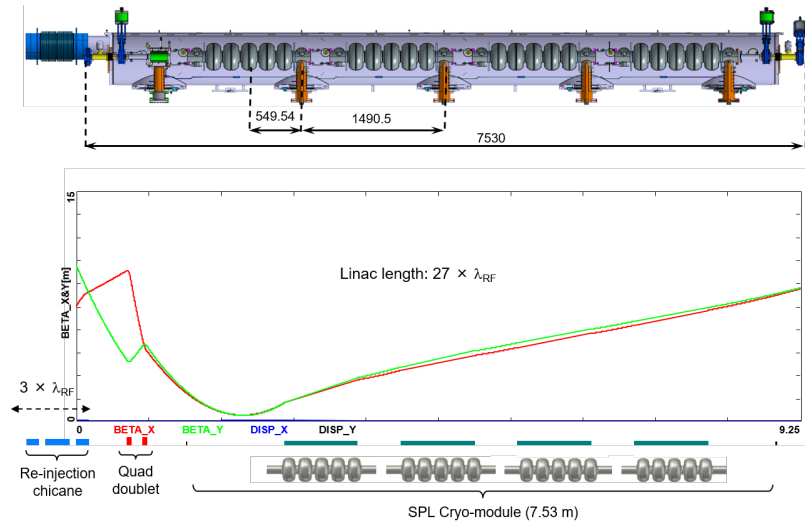 549.54
1490.5
7530
15
BETA_X&Y[m]
Linac length: 27 × λRF
3 × λRF
0
0
BETA_X
BETA_Y
DISP_X
DISP_Y
9.25
Re-injection
chicane
Quad
doublet
SPL Cryo-module (7.53 m)